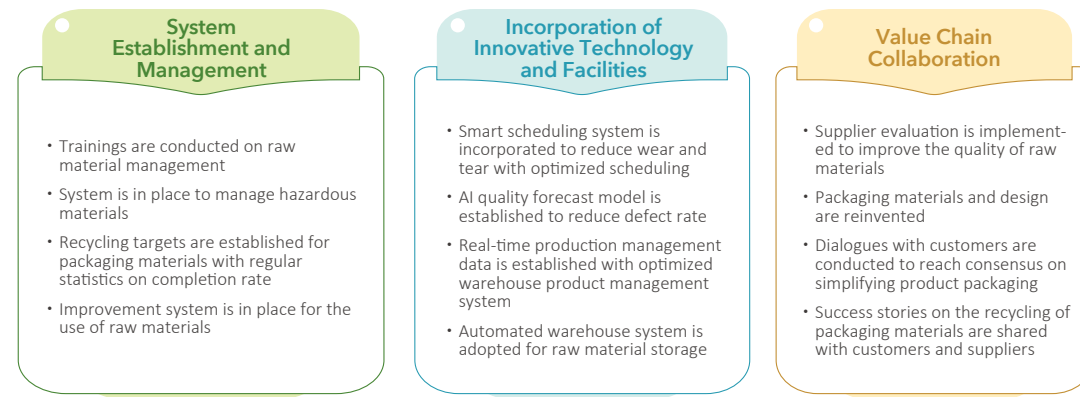 System
Establishment and
Management
• Trainings are conducted on raw
material management
• System is in place to manage hazardous
materials
• Recycling targets are established for
packaging materials with regular
statistics on completion rate
• Improvement system is in place for the
use of raw materials
Incorporation of
Innovative Technology
and Facilities
• Smart scheduling system is
incorporated to reduce wear and
tear with optimized scheduling
• AI quality forecast model is
established to reduce defect rate
• Real-time production management
data is established with optimized
warehouse product management
system
• Automated warehouse system is
adopted for raw material storage
Value Chain
Collaboration
• Supplier evaluation is implement-
ed to improve the quality of raw
materials
• Packaging materials and design
are reinvented
• Dialogues with customers are
conducted to reach consensus on
simplifying product packaging
• Success stories on the recycling of
packaging materials are shared
with customers and suppliers